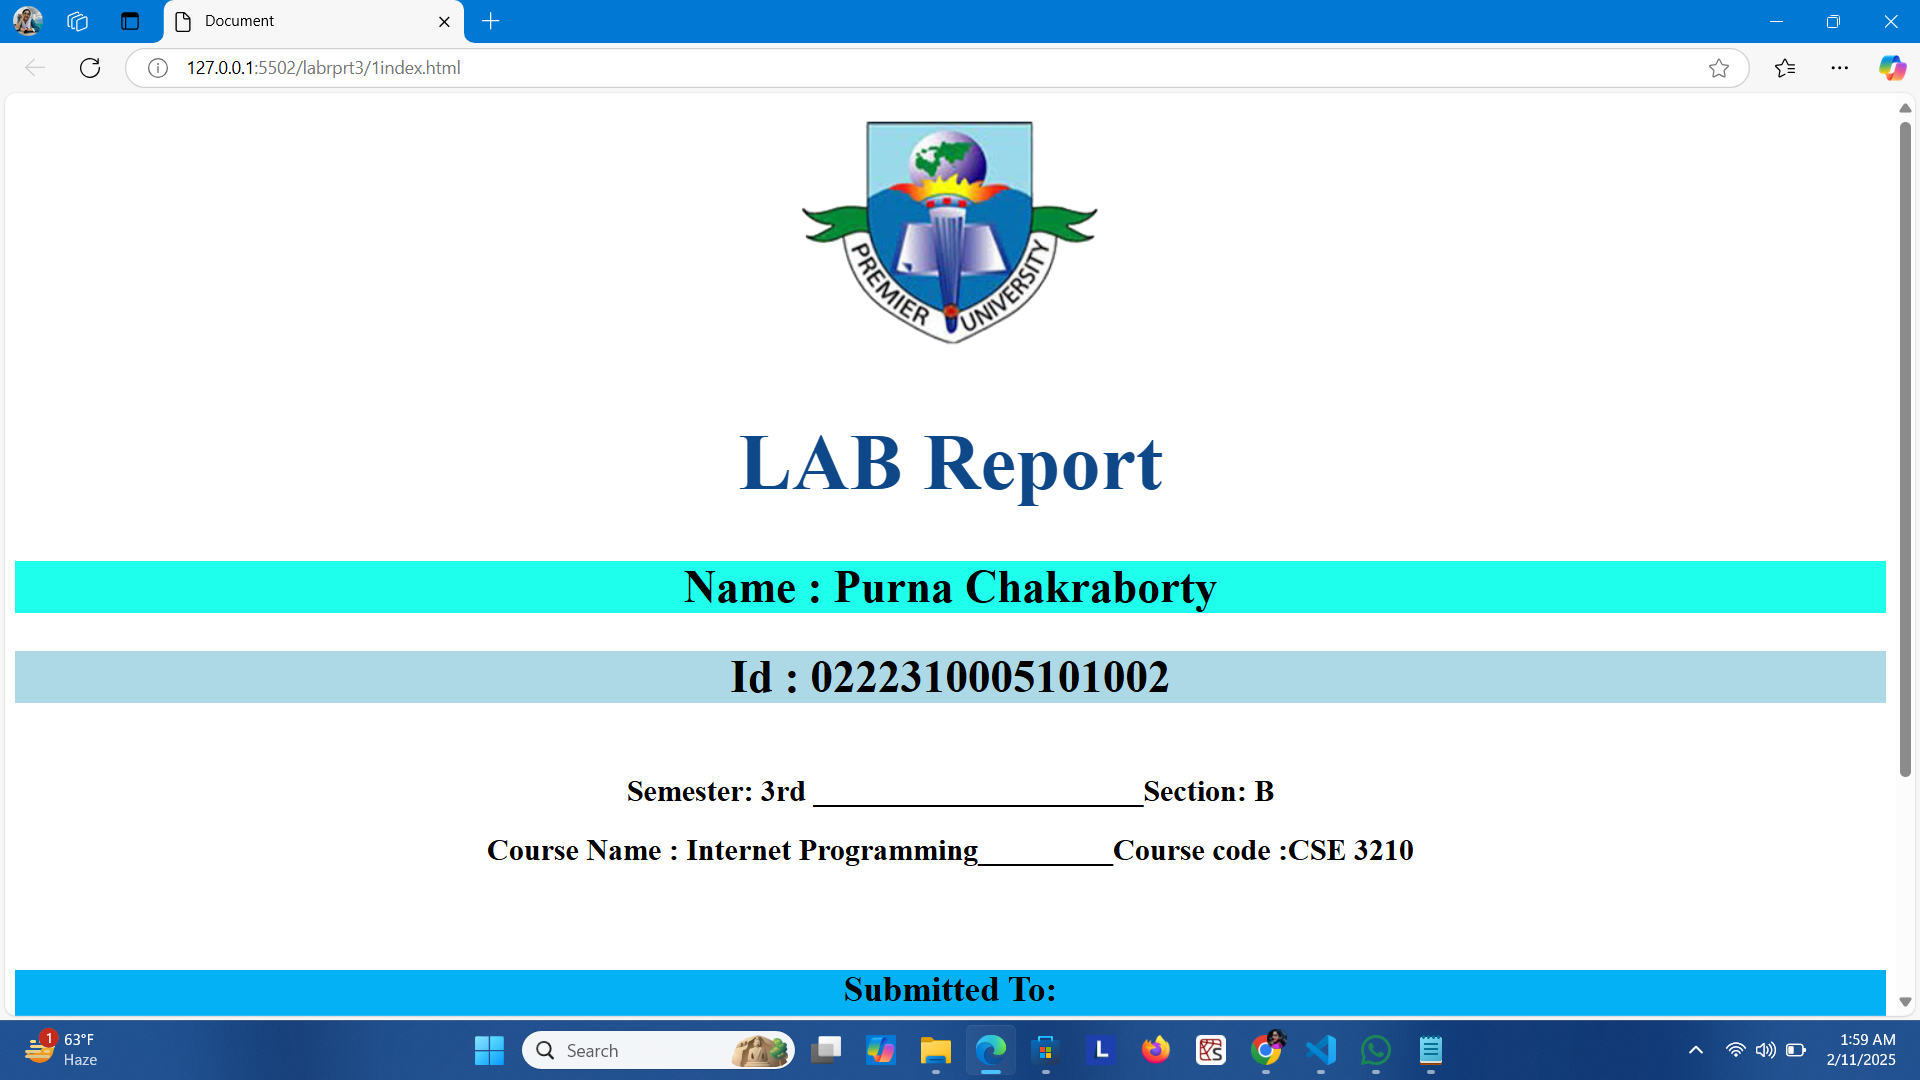 Document
127.0.0.1:5502/labrprt3/1index.html
PREMIER UNIVERSITY
LAB Report
Name : Purna Chakraborty
Id : 0222310005101002
Semester: 3rd ______________________Section: B
Course Name : Internet Programming_________Course code :CSE 3210
Submitted To:
1
63°F
Haze
Search
L
1:59 AM
2/11/2025